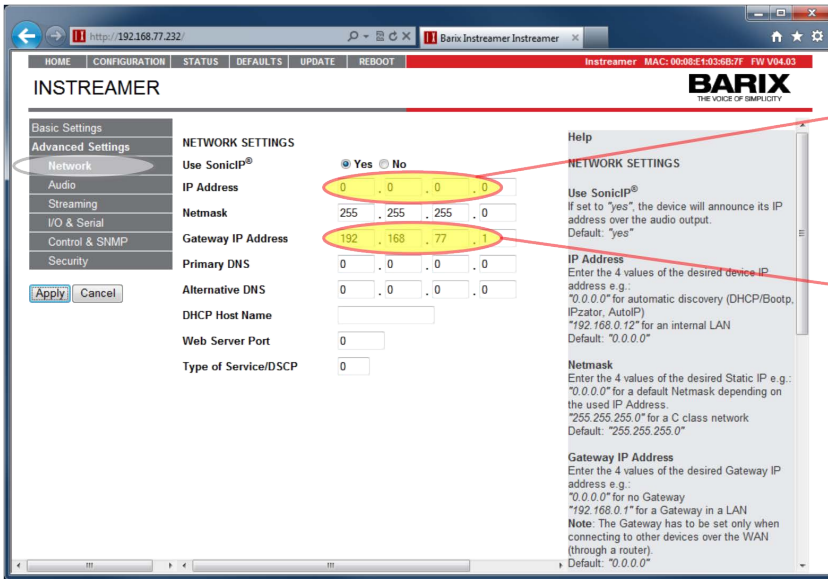 http://192.168.77.232/
Barix Instreamer Instreamer
HOME CONFIGURATION STATUS DEFAULTS UPDATE REBOOT
Instreamer MAC: 00:08:E1:03:6B:7F FW V04.03
INSTREAMER
BARIX
THE VOICE OF SIMPLICITY
Basic Settings
Advanced Settings
Network
Audio
Streaming
I/O & Serial
Control & SNMP
Security
Apply Cancel
NETWORK SETTINGS
Use SonicIP® Yes No
IP Address 0 . 0 . 0 . 0
Netmask 255 . 255 . 255 . 0
Gateway IP Address 192 . 168 . 77 . 1
Primary DNS 0 . 0 . 0 . 0
Alternative DNS 0 . 0 . 0 . 0
DHCP Host Name
Web Server Port 0
Type of Service/DSCP 0
Help
NETWORK SETTINGS
Use SonicIP®
If set to "yes", the device will announce its IP
address over the audio output.
Default: "yes"
IP Address
Enter the 4 values of the desired device IP
address e.g.:
"0.0.0.0" for automatic discovery (DHCP/Bootp,
IPzator, AutoIP)
"192.168.0.12" for an internal LAN
Default: "0.0.0.0"
Netmask
Enter the 4 values of the desired Static IP e.g.:
"0.0.0.0" for a default Netmask depending on
the used IP Address.
"255.255.255.0" for a C class network
Default: "255.255.255.0"
Gateway IP Address
Enter the 4 values of the desired Gateway IP
address e.g.:
"0.0.0.0" for no Gateway
"192.168.0.1" for a Gateway in a LAN
Note: The Gateway has to be set only when
connecting to other devices over the WAN
(through a router).
Default: "0.0.0.0"